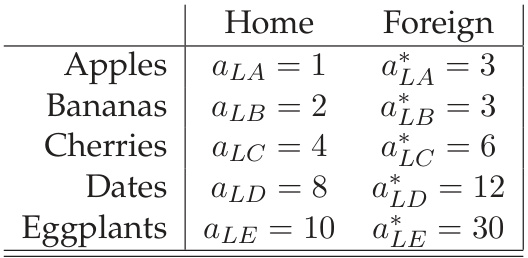 Home Foreign
Apples a_{LA} = 1 a^*_{LA} = 3
Bananas a_{LB} = 2 a^*_{LB} = 3
Cherries a_{LC} = 4 a^*_{LC} = 6
Dates a_{LD} = 8 a^*_{LD} = 12
Eggplants a_{LE} = 10 a^*_{LE} = 30